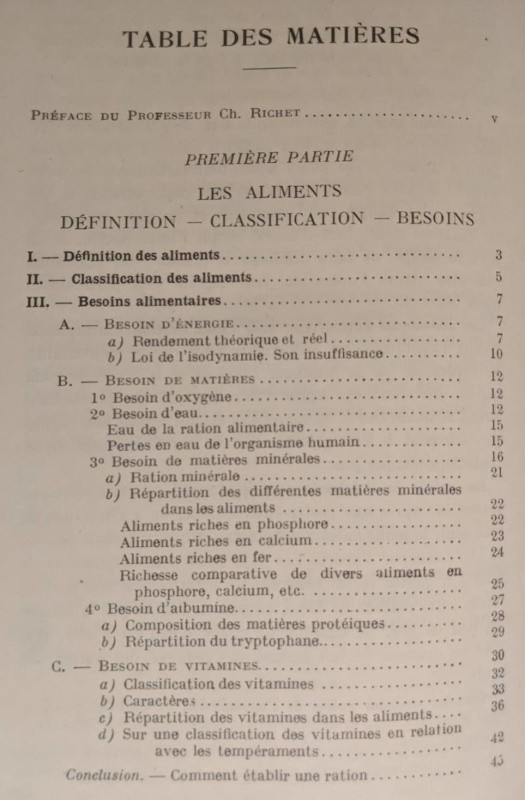 TABLE DES MATIÈRES
PRÉFACE DU PROFESSEUR CH. RICHET ........................ v
PREMIÈRE PARTIE
LES ALIMENTS
DÉFINITION — CLASSIFICATION — BESOINS
I. — Définition des aliments ........................ 3
II. — Classification des aliments ........................ 5
III. — Besoins alimentaires ........................ 7
A. — BESOIN D'ÉNERGIE ........................ 7
a) Rendement théorique et réel ........................ 7
b) Loi de l'isodynamie. Son insuffisance ........... 10
B. — BESOIN DE MATIÈRES ........................ 12
1º Besoin d'oxygène ........................ 12
2º Besoin d'eau ........................ 12
Eau de la ration alimentaire ........................ 15
Pertes en eau de l'organisme humain ............ 15
3º Besoin de matières minérales ........................ 16
a) Ration minérale ........................ 21
b) Répartition des différentes matières minérales
dans les aliments ........................ 22
Aliments riches en phosphore ................ 22
Aliments riches en calcium ................ 23
Aliments riches en fer ........................ 24
Richesse comparative de divers aliments en
phosphore, calcium, etc. ................ 25
4º Besoin d'albumine ........................ 27
a) Composition des matières protéiques .......... 28
b) Répartition du tryptophane ................ 29
C. — BESOIN DE VITAMINES ........................ 30
a) Classification des vitamines ................ 32
b) Caractères ........................ 33
c) Répartition des vitamines dans les aliments .... 36
d) Sur une classification des vitamines en relation
avec les tempéraments ................ 42
Conclusion. — Comment établir une ration ............ 45